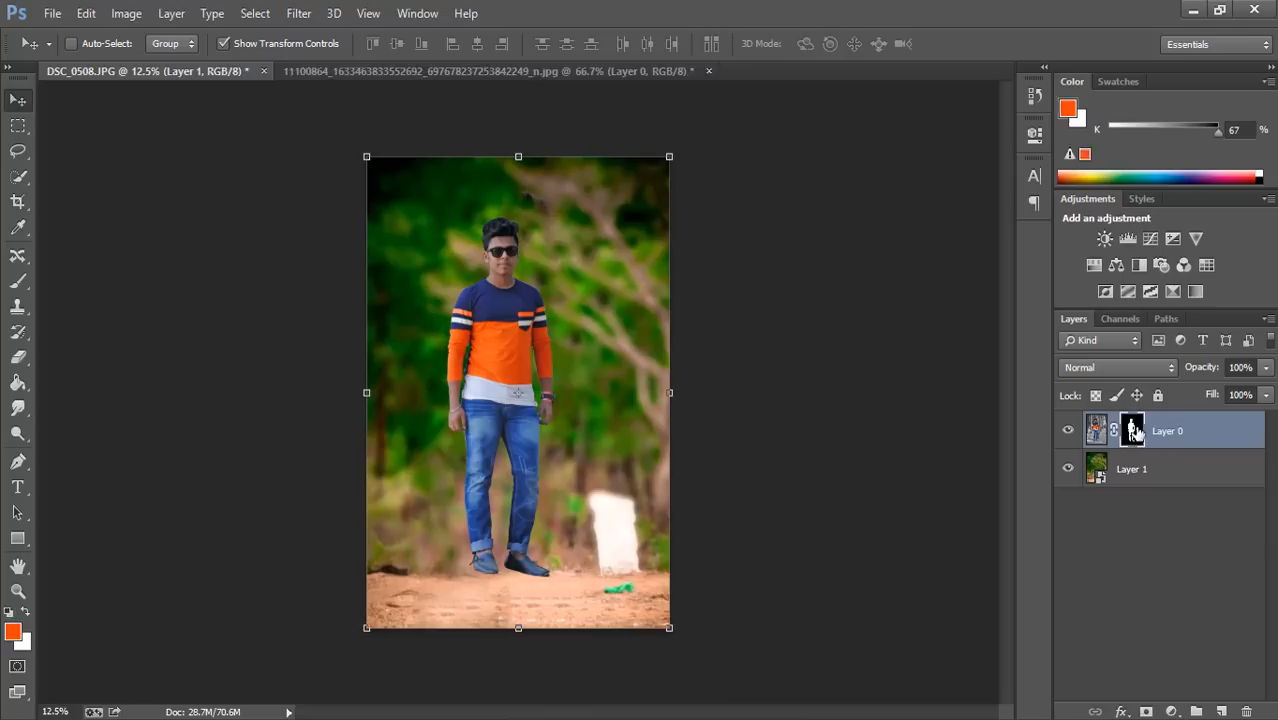 Ps File Edit Image Layer Type Select Filter 3D View Window Help
Auto-Select: Group Show Transform Controls 3D Mode: Essentials
DSC_0508.JPG @ 12.5% (Layer 1, RGB/8) * × 11100864_1633463833552692_697678237253842249_n.jpg @ 66.7% (Layer 0, RGB/8) * ×
Color Swatches
K 67 %
Adjustments Styles
Add an adjustment
Layers Channels Paths
Kind
Normal Opacity: 100%
Lock: Fill: 100%
Layer 0
Layer 1
12.5% Doc: 28.7M/70.6M